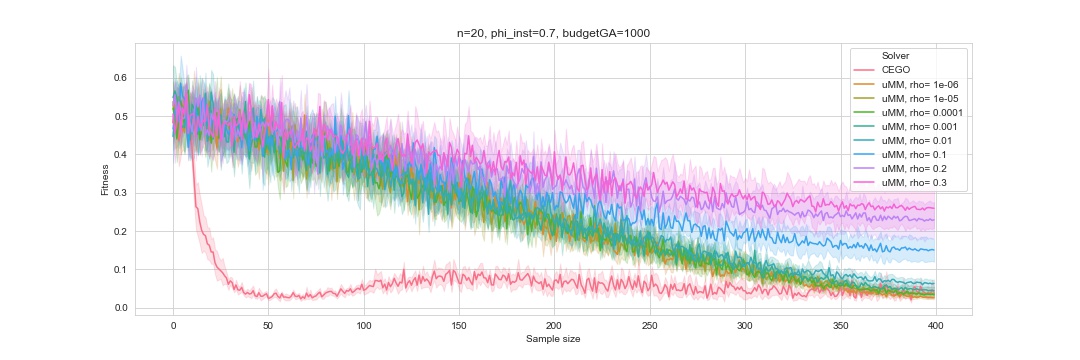 n=20, phi_inst=0.7, budgetGA=1000
Fitness
0.6
0.5
0.4
0.3
0.2
0.1
0.0
Solver
CEGO
uMM, rho= 1e-06
uMM, rho= 1e-05
uMM, rho= 0.0001
uMM, rho= 0.001
uMM, rho= 0.01
uMM, rho= 0.1
uMM, rho= 0.2
uMM, rho= 0.3
0 50 100 150 200 250 300 350 400
Sample size